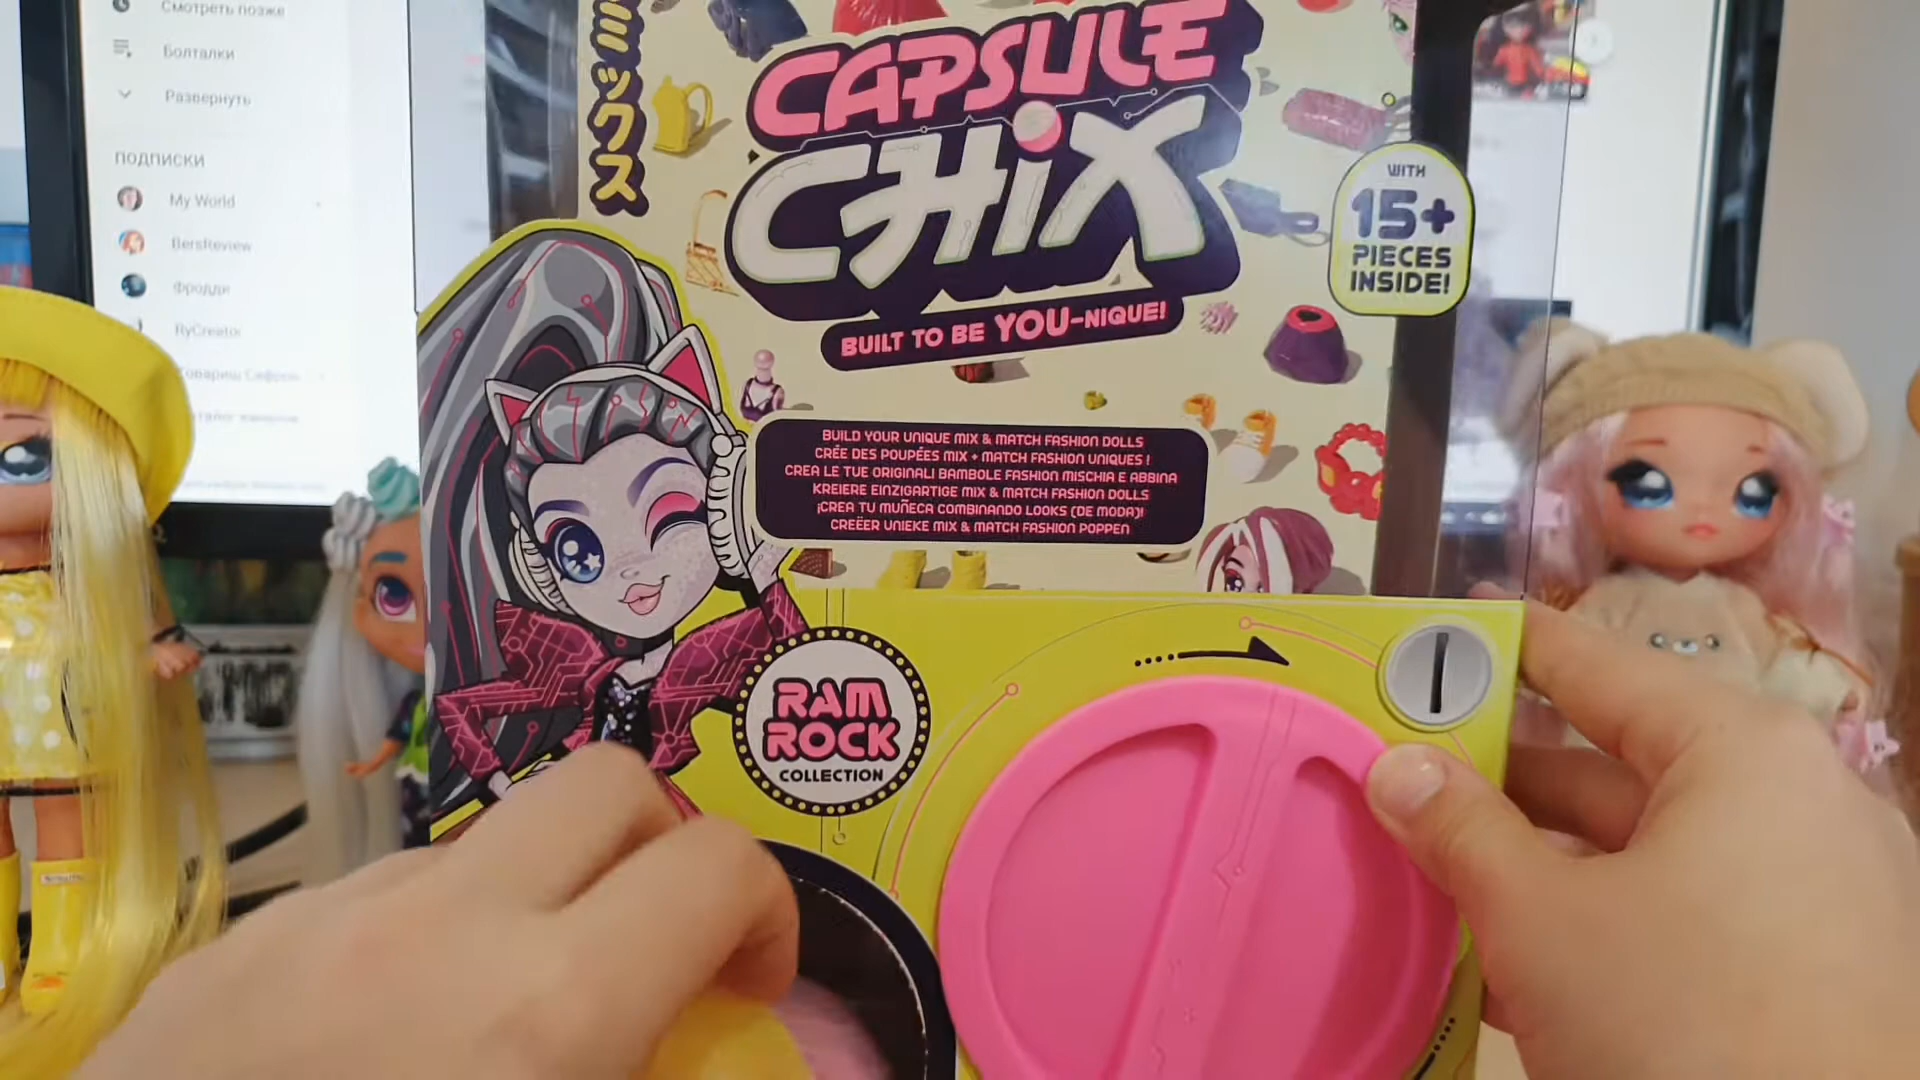 Смотреть позже
Болталки
Развернуть
ПОДПИСКИ
My World
BersReview
Фродди
RyCreator
ミックス
CAPSULE
CHiX
BUILT TO BE YOU-NIQUE!
WITH
15+
PIECES
INSIDE!
BUILD YOUR UNIQUE MIX & MATCH FASHION DOLLS
CRÉE DES POUPÉES MIX + MATCH FASHION UNIQUES !
CREA LE TUE ORIGINALI BAMBOLE FASHION MISCHIA E ABBINA
KREIERE EINZIGARTIGE MIX & MATCH FASHION DOLLS
¡CREA TU MUÑECA COMBINANDO LOOKS (DE MODA)!
CREËER UNIEKE MIX & MATCH FASHION POPPEN
RAM
ROCK
COLLECTION